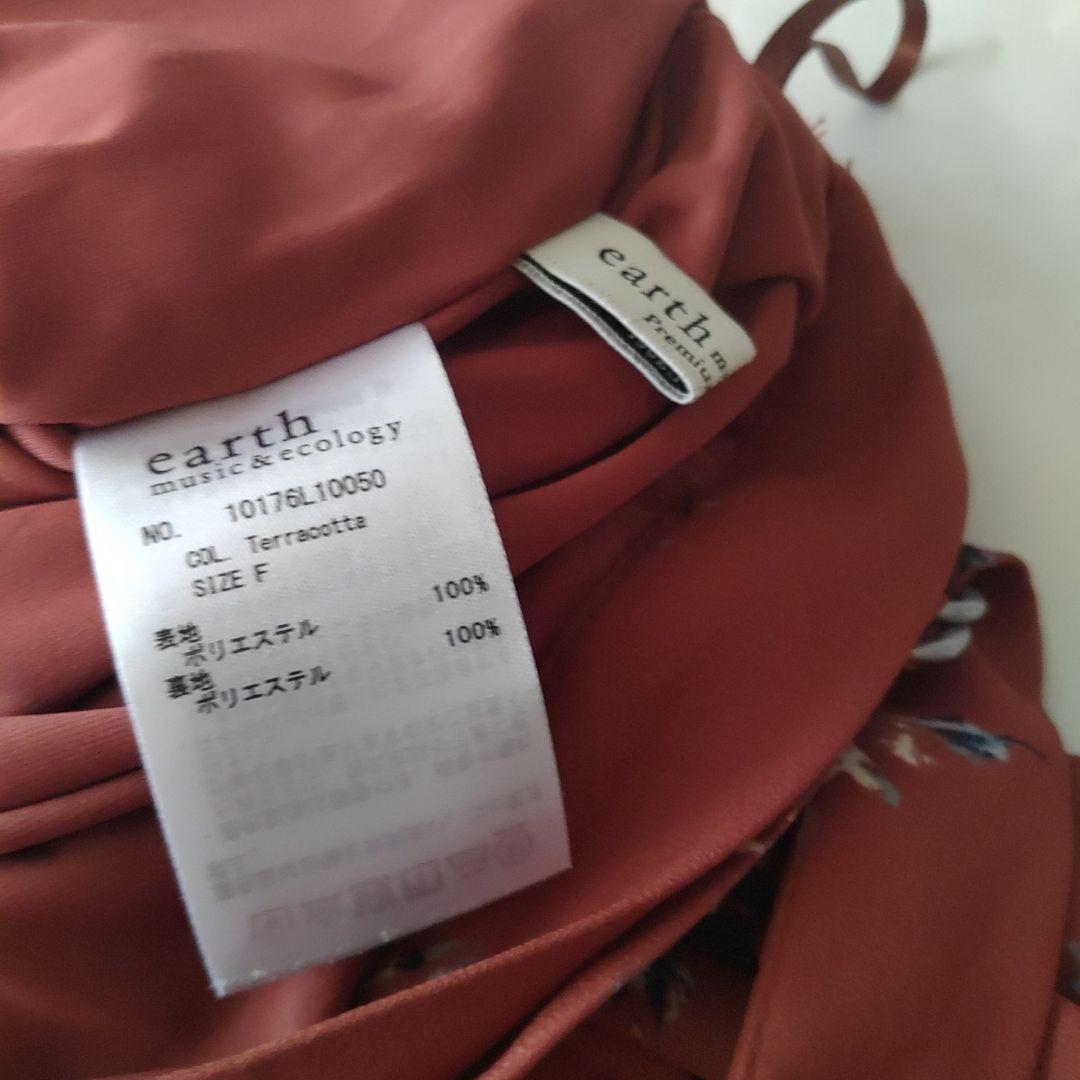 earth m
Premiu
earth
music & ecology
NO. 10176L10050
COL. Terracotta
SIZE F
表地
ポリエステル 100%
裏地
ポリエステル 100%